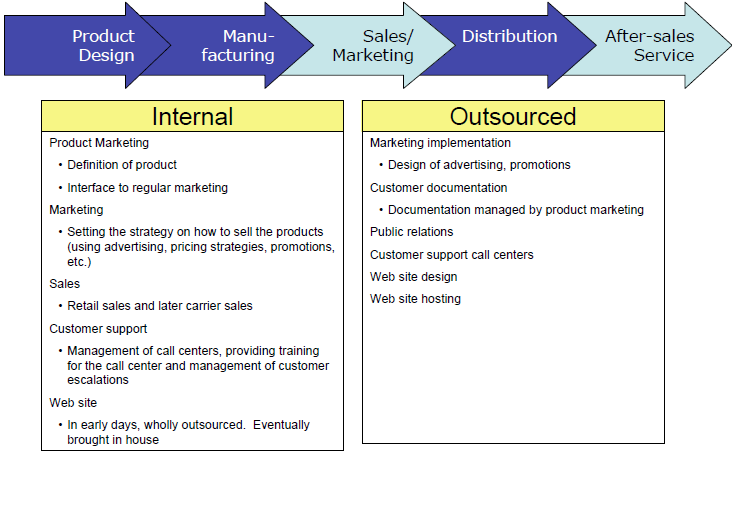 Product
Design
Manu-
facturing
Sales/
Marketing
Distribution
After-sales
Service
Internal
Product Marketing
• Definition of product
• Interface to regular marketing
Marketing
• Setting the strategy on how to sell the products
(using advertising, pricing strategies, promotions,
etc.)
Sales
• Retail sales and later carrier sales
Customer support
• Management of call centers, providing training
for the call center and management of customer
escalations
Web site
• In early days, wholly outsourced.  Eventually
brought in house
Outsourced
Marketing implementation
• Design of advertising, promotions
Customer documentation
• Documentation managed by product marketing
Public relations
Customer support call centers
Web site design
Web site hosting